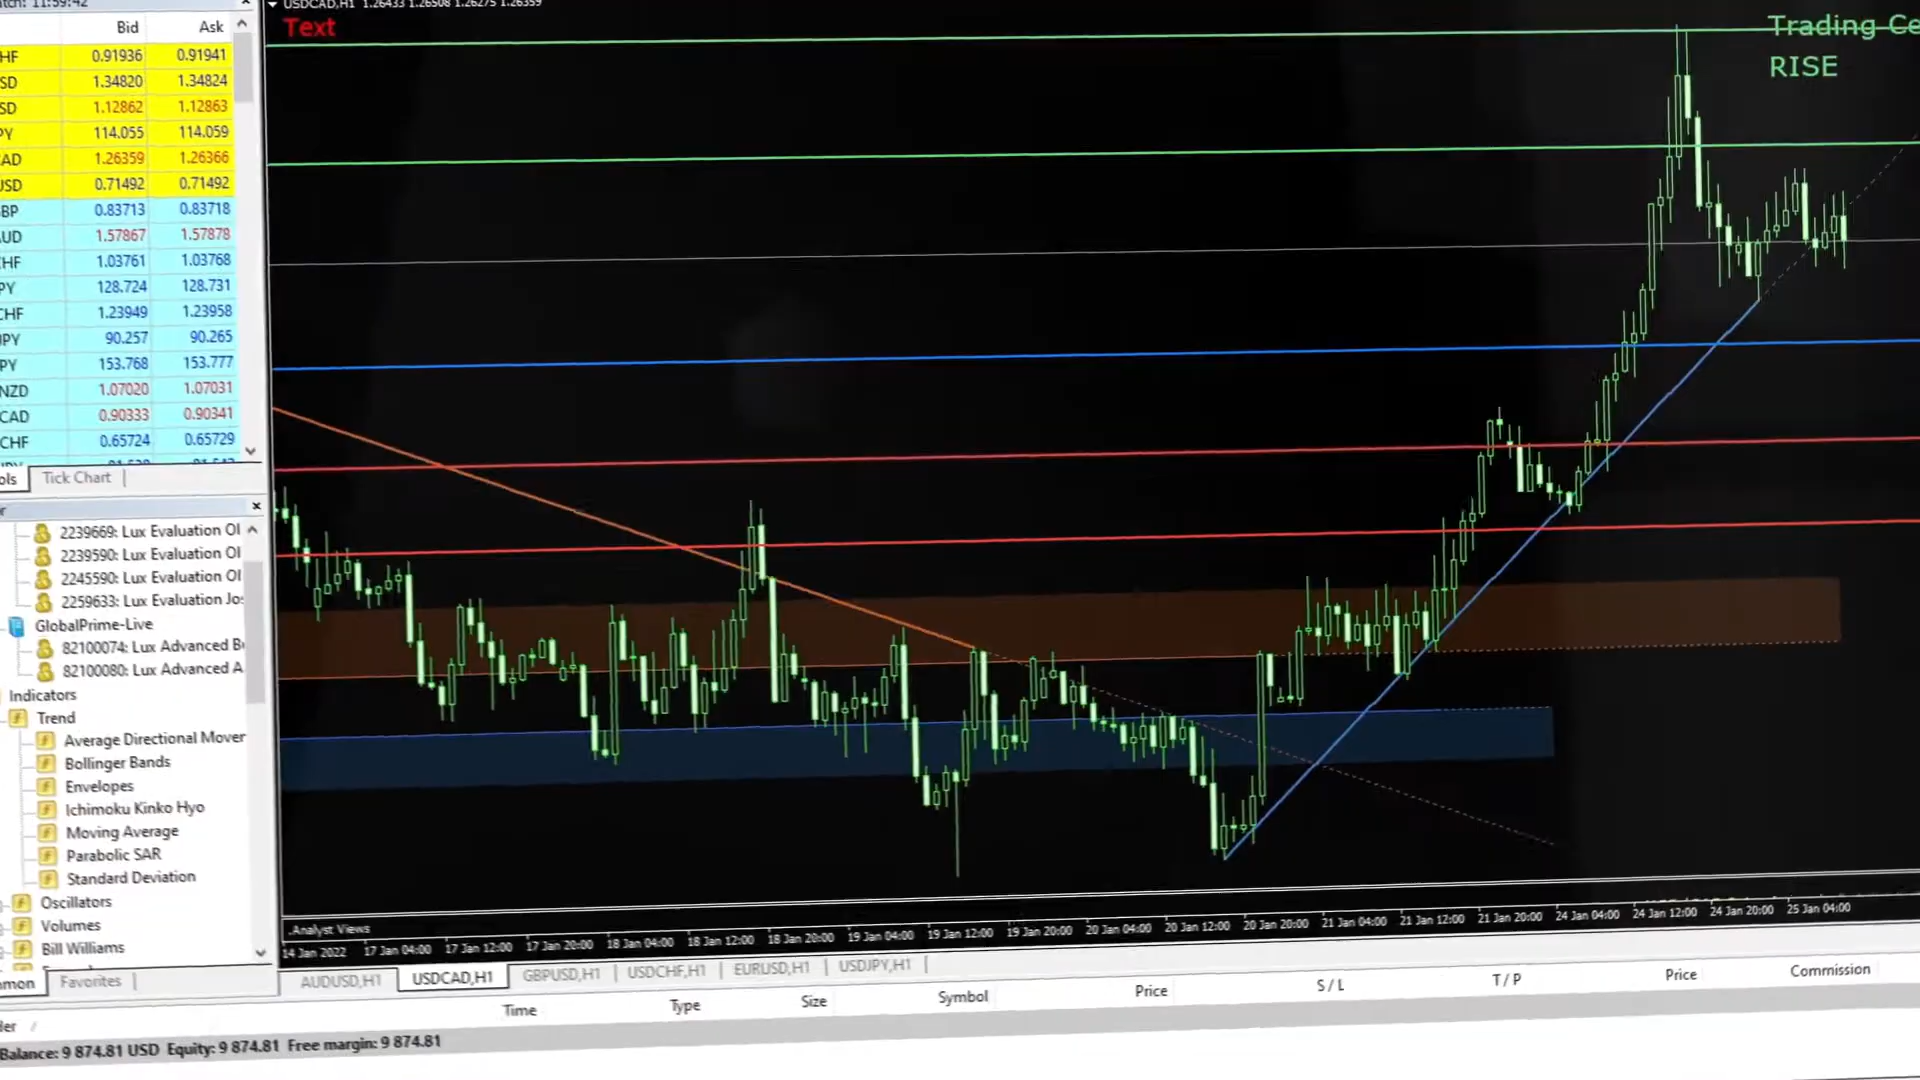 11:59:42
Bid Ask
HF 0.91936 0.91941
SD 1.34820 1.34824
SD 1.12862 1.12863
PY 114.055 114.059
AD 1.26359 1.26366
USD 0.71492 0.71492
BP 0.83713 0.83718
UD 1.57867 1.57878
HF 1.03761 1.03768
PY 128.724 128.731
CHF 1.23949 1.23958
PY 90.257 90.265
PY 153.768 153.777
NZD 1.07020 1.07031
CAD 0.90333 0.90341
CHF 0.65724 0.65729
ols Tick Chart
2239669: Lux Evaluation Ol
2239590: Lux Evaluation Ol
2245590: Lux Evaluation Ol
2259633: Lux Evaluation Jo
GlobalPrime-Live
82100074: Lux Advanced B
82100080: Lux Advanced A
Indicators
Trend
Average Directional Mover
Bollinger Bands
Envelopes
Ichimoku Kinko Hyo
Moving Average
Parabolic SAR
Standard Deviation
Oscillators
Volumes
Bill Williams
mon Favorites
USDCAD,H1 1.26433 1.26508 1.26275 1.26359
Text
Trading Ce
RISE
.Analyst Views
14 Jan 2022 17 Jan 04:00 17 Jan 12:00 17 Jan 20:00 18 Jan 04:00 18 Jan 12:00 18 Jan 20:00 19 Jan 04:00 19 Jan 12:00 19 Jan 20:00 20 Jan 04:00 20 Jan 12:00 20 Jan 20:00 21 Jan 04:00 21 Jan 12:00 21 Jan 20:00 24 Jan 04:00 24 Jan 12:00 24 Jan 20:00 25 Jan 04:00
AUDUSD,H1 USDCAD,H1 GBPUSD,H1 USDCHF,H1 EURUSD,H1 USDJPY,H1
Time Type Size Symbol Price S / L T / P Price Commission
der
Balance: 9 874.81 USD Equity: 9 874.81 Free margin: 9 874.81